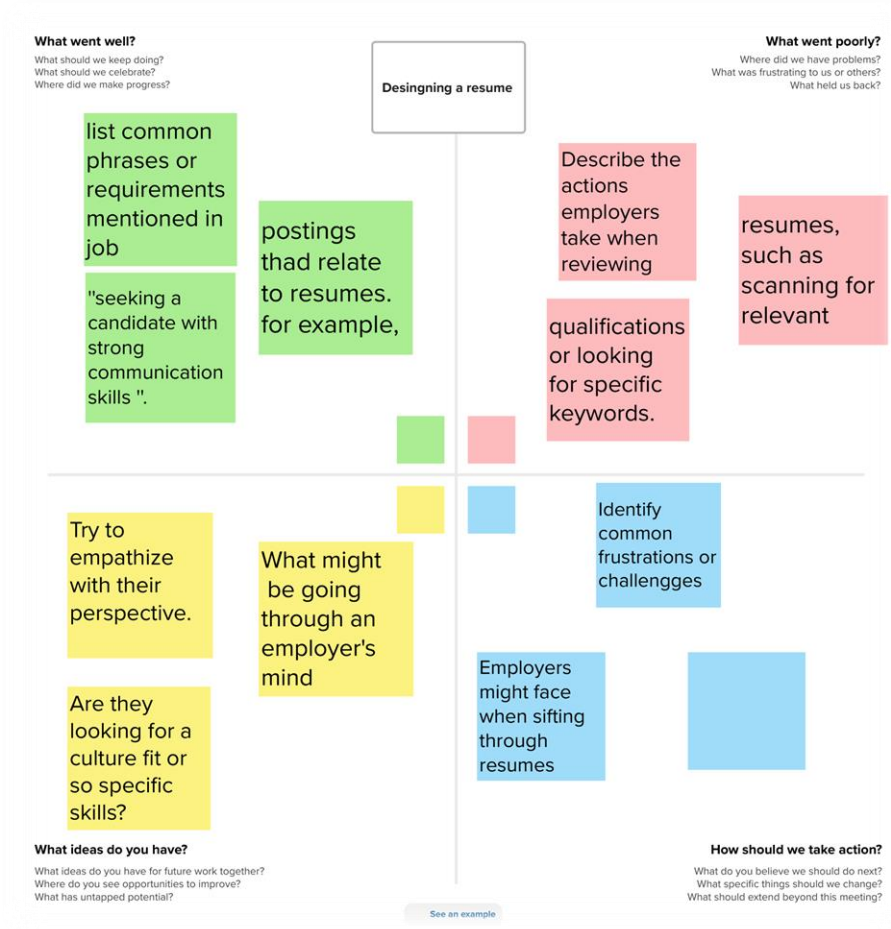 What went well?
What should we keep doing?
What should we celebrate?
Where did we make progress?
Desingning a resume
What went poorly?
Where did we have problems?
What was frustrating to us or others?
What held us back?
list common
phrases or
requirements
mentioned in
job
postings
thad relate
to resumes.
for example,
"seeking a
candidate with
strong
communication
skills ".
Describe the
actions
employers
take when
reviewing
resumes,
such as
scanning for
relevant
qualifications
or looking
for specific
keywords.
Try to
empathize
with their
perspective.
What might
be going
through an
employer's
mind
Are they
looking for a
culture fit or
so specific
skills?
Identify
common
frustrations or
challengges
Employers
might face
when sifting
through
resumes
What ideas do you have?
What ideas do you have for future work together?
Where do you see opportunities to improve?
What has untapped potential?
How should we take action?
What do you believe we should do next?
What specific things should we change?
What should extend beyond this meeting?
See an example